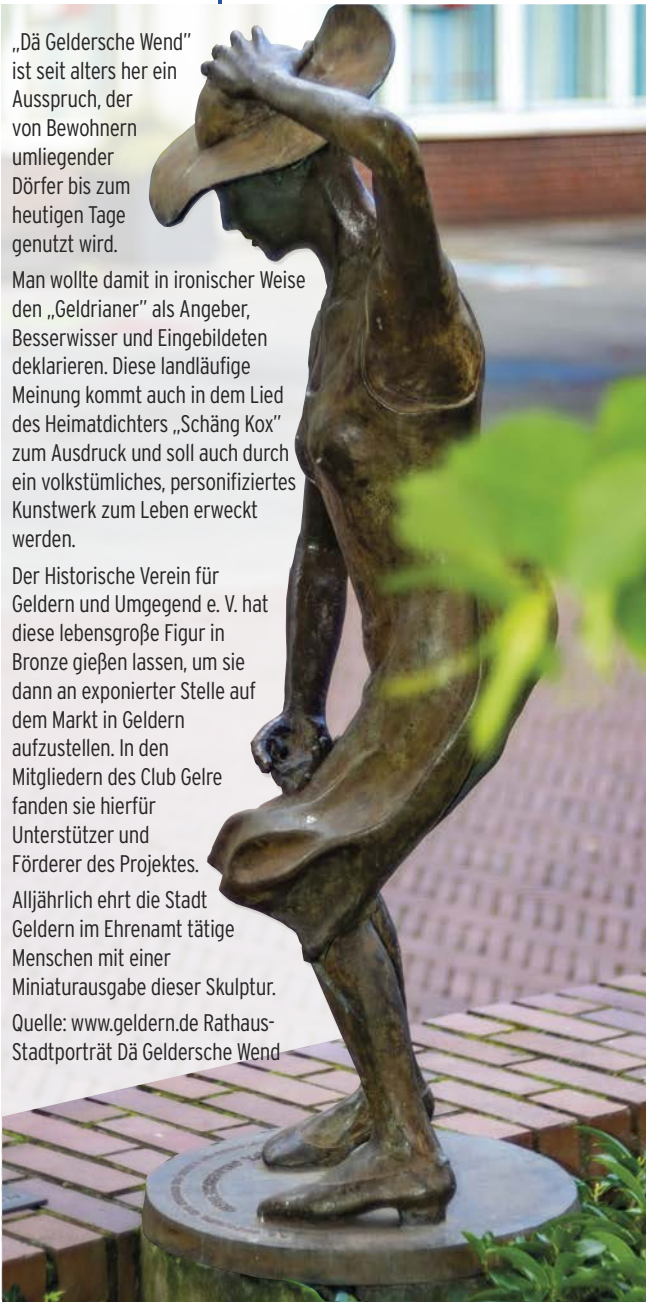 „Dä Geldersche Wend”
ist seit alters her ein
Ausspruch, der
von Bewohnern
umliegender
Dörfer bis zum
heutigen Tage
genutzt wird.
Man wollte damit in ironischer Weise
den „Geldrianer” als Angeber,
Besserwisser und Eingebildeten
deklarieren. Diese landläufige
Meinung kommt auch in dem Lied
des Heimatdichters „Schäng Kox”
zum Ausdruck und soll auch durch
ein volkstümliches, personifiziertes
Kunstwerk zum Leben erweckt
werden.
Der Historische Verein für
Geldern und Umgegend e. V. hat
diese lebensgroße Figur in
Bronze gießen lassen, um sie
dann an exponierter Stelle auf
dem Markt in Geldern
aufzustellen. In den
Mitgliedern des Club Gelre
fanden sie hierfür
Unterstützer und
Förderer des Projektes.
Alljährlich ehrt die Stadt
Geldern im Ehrenamt tätige
Menschen mit einer
Miniaturausgabe dieser Skulptur.
Quelle: www.geldern.de Rathaus-
Stadtporträt Dä Geldersche Wend